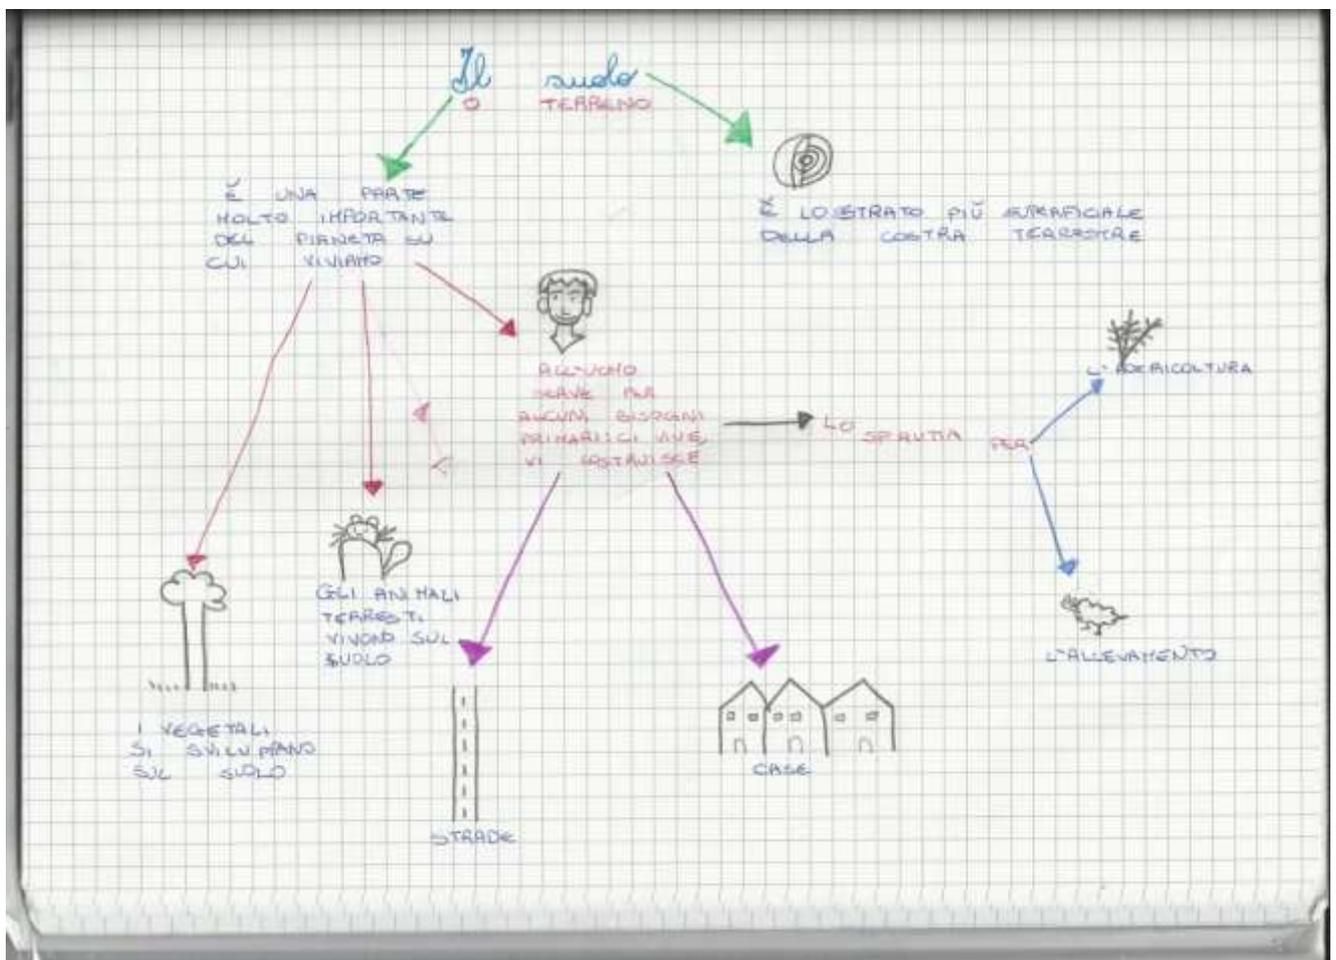 Il suolo
O TERRENO
È UNA PARTE
MOLTO IMPORTANTE
DEL PIANETA SU
CUI VIVIAMO
È LO STRATO PIÙ SUPERFICIALE
DELLA COSTRA TERRESTRE
ALL'UOMO
SERVE PER
ALCUNI BISOGNI
PRIMARI: CI VIVE,
VI COSTRUISCE
LO SFRUTTA PER
L'AGRICOLTURA
L'ALLEVAMENTO
GLI ANIMALI
TERRESTI
VIVONO SUL
SUOLO
I VEGETALI
SI SVILUPPANO
SUL SUOLO
STRADE
CASE